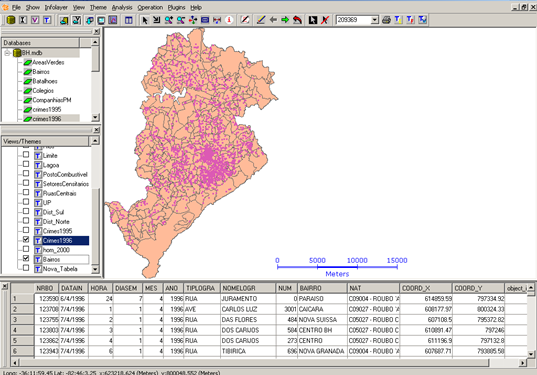 File Show Infolayer View Theme Analysis Operation Plugins Help
209369
Databases
BH.mdb
AreasVerdes
Bairros
Batalhoes
Colegios
CompanhiasPM
crimes1995
crimes1996
Views/Themes
Limite
Lagoa
PostoCombustivel
SetoresCensitarios
RuasCentrais
UP
Dist_Sul
Dist_Norte
Crimes1995
Crimes1996
hom_2000
Bairros
Nova_Tabela
0 5000 10000 15000
Meters
NRBO DATAIN HORA DIASEM MES ANO TIPLOGRA NOMELOGR NUM BAIRRO NAT COORD_X COORD_Y object_
1 123590 6/4/1996 24 7 4 1996 RUA JURAMENTO 0 PARAISO C09004 - ROUBO 'A 614859.59 797334.92
2 123708 6/4/1996 1 1 4 1996 AVE CARLOS LUZ 3001 CAICARA C09027 - ROUBO 'A 608177.97 800324.33
3 123755 6/4/1996 2 1 4 1996 RUA DAS FLORES 484 NOVA SUISSA C05027 - ROUBO 'C 607108.5 795372.82
4 123803 6/4/1996 3 1 4 1996 RUA DOS CARIJOS 584 CENTRO BH C05027 - ROUBO 'C 610891.47 797246
5 123862 6/4/1996 4 1 4 1996 RUA DOS CARIJOS 273 CENTRO C05027 - ROUBO 'C 611196.9 797132.8
6 123943 6/4/1996 6 1 4 1996 RUA TIBIRICA 696 NOVA GRANADA C09004 - ROUBO 'A 607687.71 793885.58
Long: -36:11:59.45 Lat: -82:46:3.25 x:623218.624 (Meters) y:800048.552 (Meters)